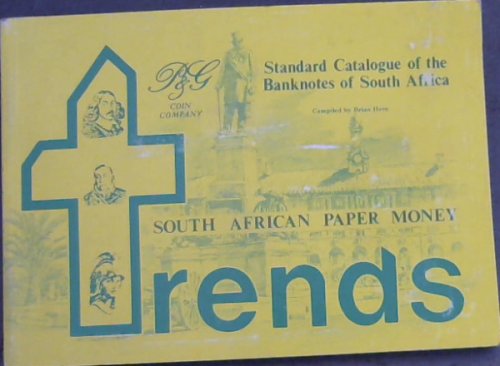 P&G
COIN
COMPANY
Standard Catalogue of the
Banknotes of South Africa
Compiled by Brian Hern
SOUTH AFRICAN PAPER MONEY
trends